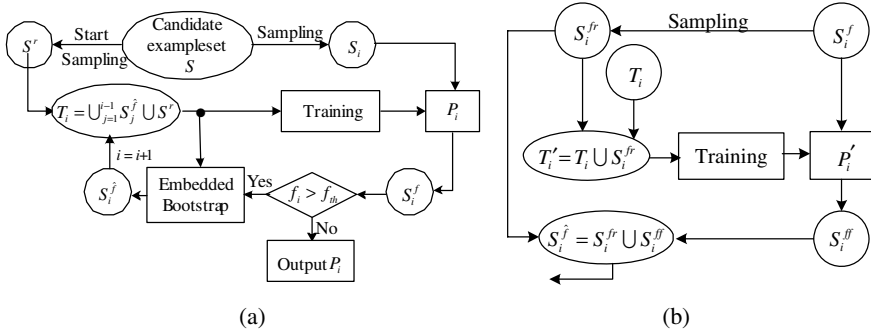 S^r
Start
Sampling
Candidate
exampleset
S
Sampling
S_i
T_i = ⋃_{j=1}^{i-1} S_j^{f̂} ⋃ S^r
Training
P_i
i = i+1
S_i^{f̂}
Embedded
Bootstrap
Yes
f_i > f_{th}
S_i^f
No
Output P_i
(a)
S_i^{fr}
Sampling
S_i^f
T_i
T_i′ = T_i ⋃ S_i^{fr}
Training
P_i′
S_i^{f̂} = S_i^{fr} ⋃ S_i^{ff}
S_i^{ff}
(b)